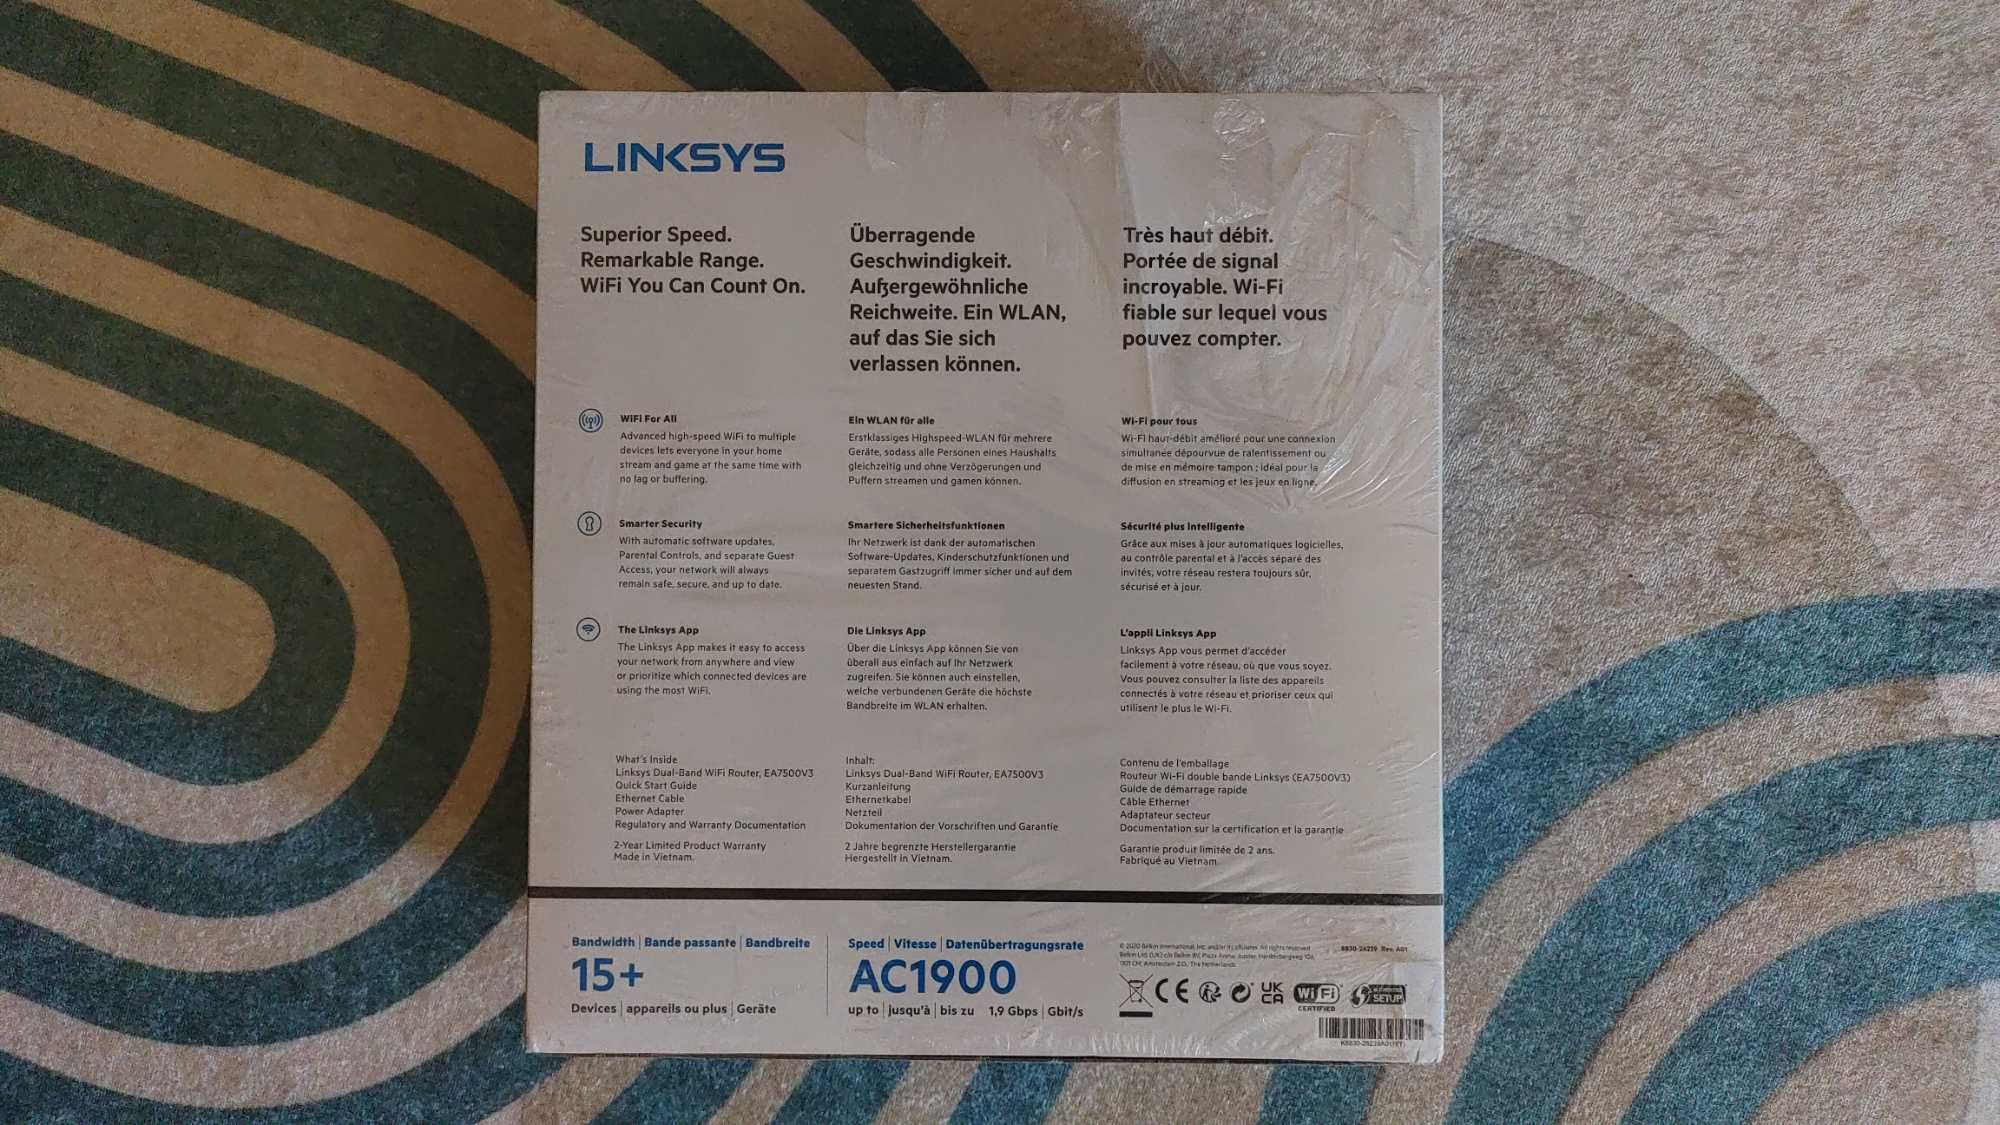 LINKSYS
Superior Speed.
Remarkable Range.
WiFi You Can Count On.
Überragende
Geschwindigkeit.
Außergewöhnliche
Reichweite. Ein WLAN,
auf das Sie sich
verlassen können.
Très haut débit.
Portée de signal
incroyable. Wi-Fi
fiable sur lequel vous
pouvez compter.
WiFi For All
Advanced high-speed WiFi to multiple
devices lets everyone in your home
stream and game at the same time with
no lag or buffering.
Ein WLAN für alle
Erstklassiges Highspeed-WLAN für mehrere
Geräte, sodass alle Personen eines Haushalts
gleichzeitig und ohne Verzögerungen und
Puffern streamen und gamen können.
Wi-Fi pour tous
Wi-Fi haut-débit amélioré pour une connexion
simultanée dépourvue de ralentissement ou
de mise en mémoire tampon : idéal pour la
diffusion en streaming et les jeux en ligne.
Smarter Security
With automatic software updates,
Parental Controls, and separate Guest
Access, your network will always
remain safe, secure, and up to date.
Smartere Sicherheitsfunktionen
Ihr Netzwerk ist dank der automatischen
Software-Updates, Kinderschutzfunktionen und
separatem Gastzugriff immer sicher und auf dem
neuesten Stand.
Sécurité plus intelligente
Grâce aux mises à jour automatiques logicielles,
au contrôle parental et à l'accès séparé des
invités, votre réseau restera toujours sûr,
sécurisé et à jour.
The Linksys App
The Linksys App makes it easy to access
your network from anywhere and view
or prioritize which connected devices are
using the most WiFi.
Die Linksys App
Über die Linksys App können Sie von
überall aus einfach auf Ihr Netzwerk
zugreifen. Sie können auch einstellen,
welche verbundenen Geräte die höchste
Bandbreite im WLAN erhalten.
L'appli Linksys App
Linksys App vous permet d'accéder
facilement à votre réseau, où que vous soyez.
Vous pouvez consulter la liste des appareils
connectés à votre réseau et prioriser ceux qui
utilisent le plus le Wi-Fi.
What's Inside
Linksys Dual-Band WiFi Router, EA7500V3
Quick Start Guide
Ethernet Cable
Power Adapter
Regulatory and Warranty Documentation
2-Year Limited Product Warranty
Made in Vietnam.
Inhalt:
Linksys Dual-Band WiFi Router, EA7500V3
Kurzanleitung
Ethernetkabel
Netzteil
Dokumentation der Vorschriften und Garantie
2 Jahre begrenzte Herstellergarantie
Hergestellt in Vietnam.
Contenu de l'emballage
Routeur Wi-Fi double bande Linksys (EA7500V3)
Guide de démarrage rapide
Câble Ethernet
Adaptateur secteur
Documentation sur la certification et la garantie
Garantie produit limitée de 2 ans.
Fabriqué au Vietnam
Bandwidth | Bande passante | Bandbreite
15+
Devices | appareils ou plus | Geräte
Speed | Vitesse | Datenübertragungsrate
AC1900
up to | jusqu'à | bis zu 1,9 Gbps | Gbit/s
© 2020 Belkin International, Inc. and/or its affiliates. All rights reserved.
The Netherlands
Rev. A01
CE
UK
CA
Wi Fi
CERTIFIED
SETUP